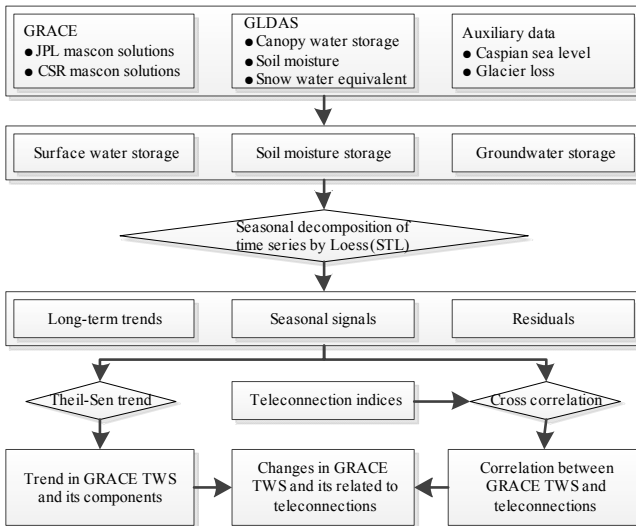 GRACE
● JPL mascon solutions
● CSR mascon solutions
GLDAS
● Canopy water storage
● Soil moisture
● Snow water equivalent
Auxiliary data
● Caspian sea level
● Glacier loss
Surface water storage
Soil moisture storage
Groundwater storage
Seasonal decomposition of
time series by Loess(STL)
Long-term trends
Seasonal signals
Residuals
Theil-Sen trend
Teleconnection indices
Cross correlation
Trend in GRACE TWS
and its components
Changes in GRACE
TWS and its related to
teleconnections
Correlation between
GRACE TWS and
teleconnections